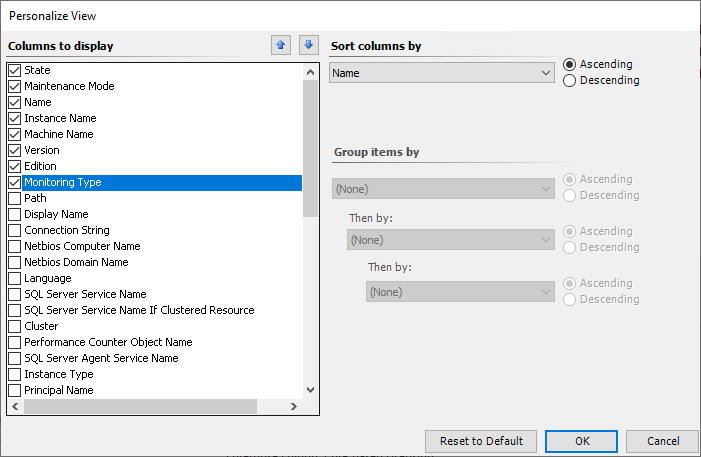 Personalize View
Columns to display
State
Maintenance Mode
Name
Instance Name
Machine Name
Version
Edition
Monitoring Type
Path
Display Name
Connection String
Netbios Computer Name
Netbios Domain Name
Language
SQL Server Service Name
SQL Server Service Name If Clustered Resource
Cluster
Performance Counter Object Name
SQL Server Agent Service Name
Instance Type
Principal Name
Sort columns by
Name
Ascending
Descending
Group items by
(None)
Ascending
Descending
Then by:
(None)
Ascending
Descending
Then by:
(None)
Ascending
Descending
Reset to Default
OK
Cancel